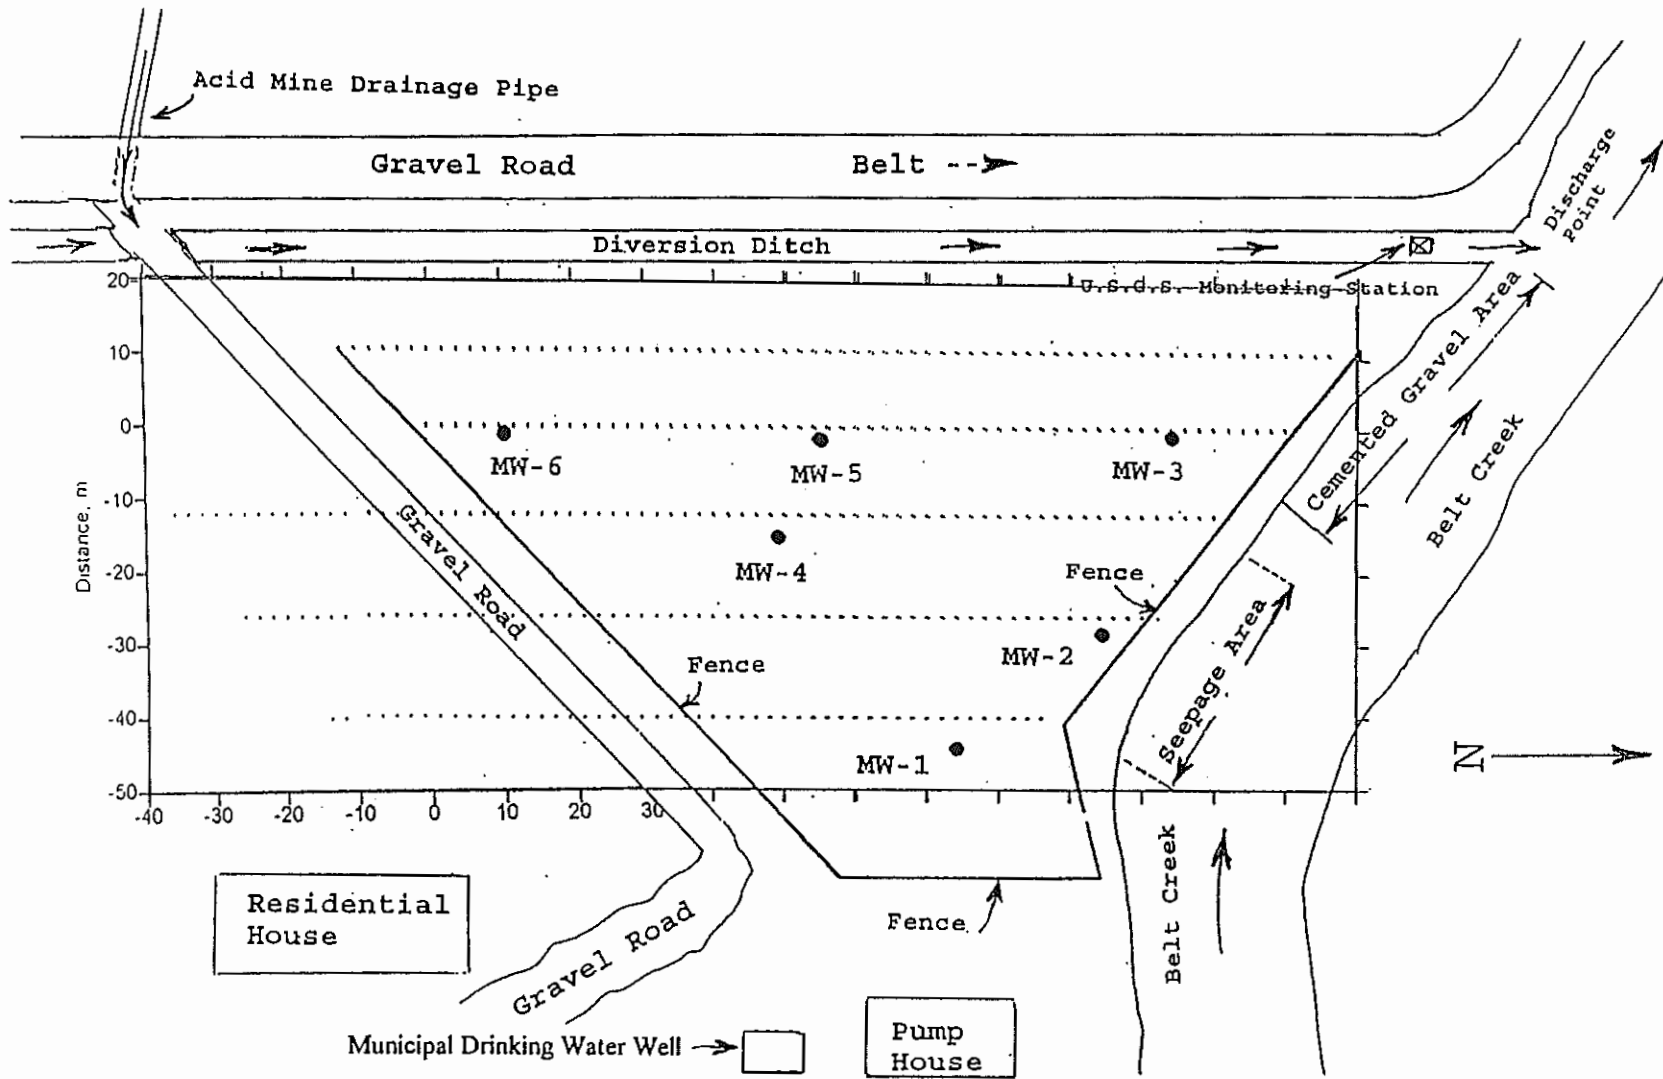 Acid Mine Drainage Pipe
Gravel Road
Belt
Discharge
Point
Diversion Ditch
U.S.G.S. Monitoring Station
20
10
0
-10
-20
-30
-40
-50
Distance, m
-40
-30
-20
-10
0
10
20
30
MW-6
MW-5
MW-3
MW-4
MW-2
MW-1
Gravel Road
Fence
Fence
Cemented Gravel Area
Seepage Area
Belt Creek
N
Belt Creek
Residential
House
Gravel Road
Fence
Municipal Drinking Water Well
Pump
House